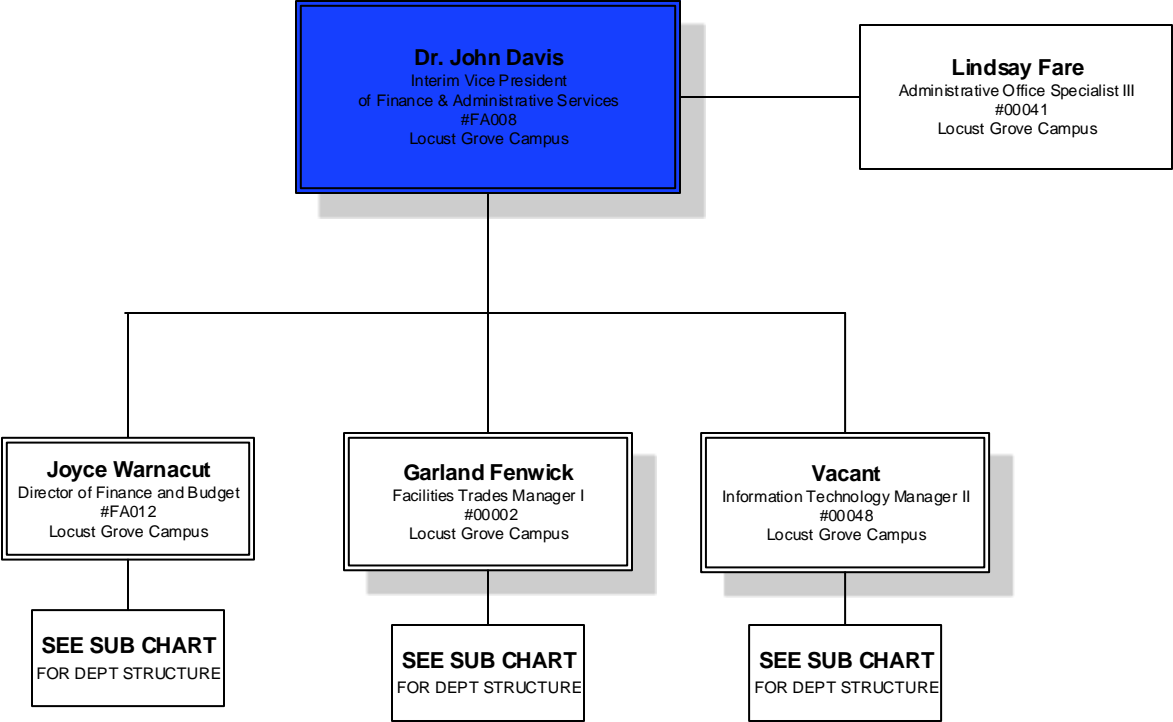 Dr. John Davis
Interim Vice President
of Finance & Administrative Services
#FA008
Locust Grove Campus
Lindsay Fare
Administrative Office Specialist III
#00041
Locust Grove Campus
Joyce Warnacut
Director of Finance and Budget
#FA012
Locust Grove Campus
Garland Fenwick
Facilities Trades Manager I
#00002
Locust Grove Campus
Vacant
Information Technology Manager II
#00048
Locust Grove Campus
SEE SUB CHART
FOR DEPT STRUCTURE
SEE SUB CHART
FOR DEPT STRUCTURE
SEE SUB CHART
FOR DEPT STRUCTURE